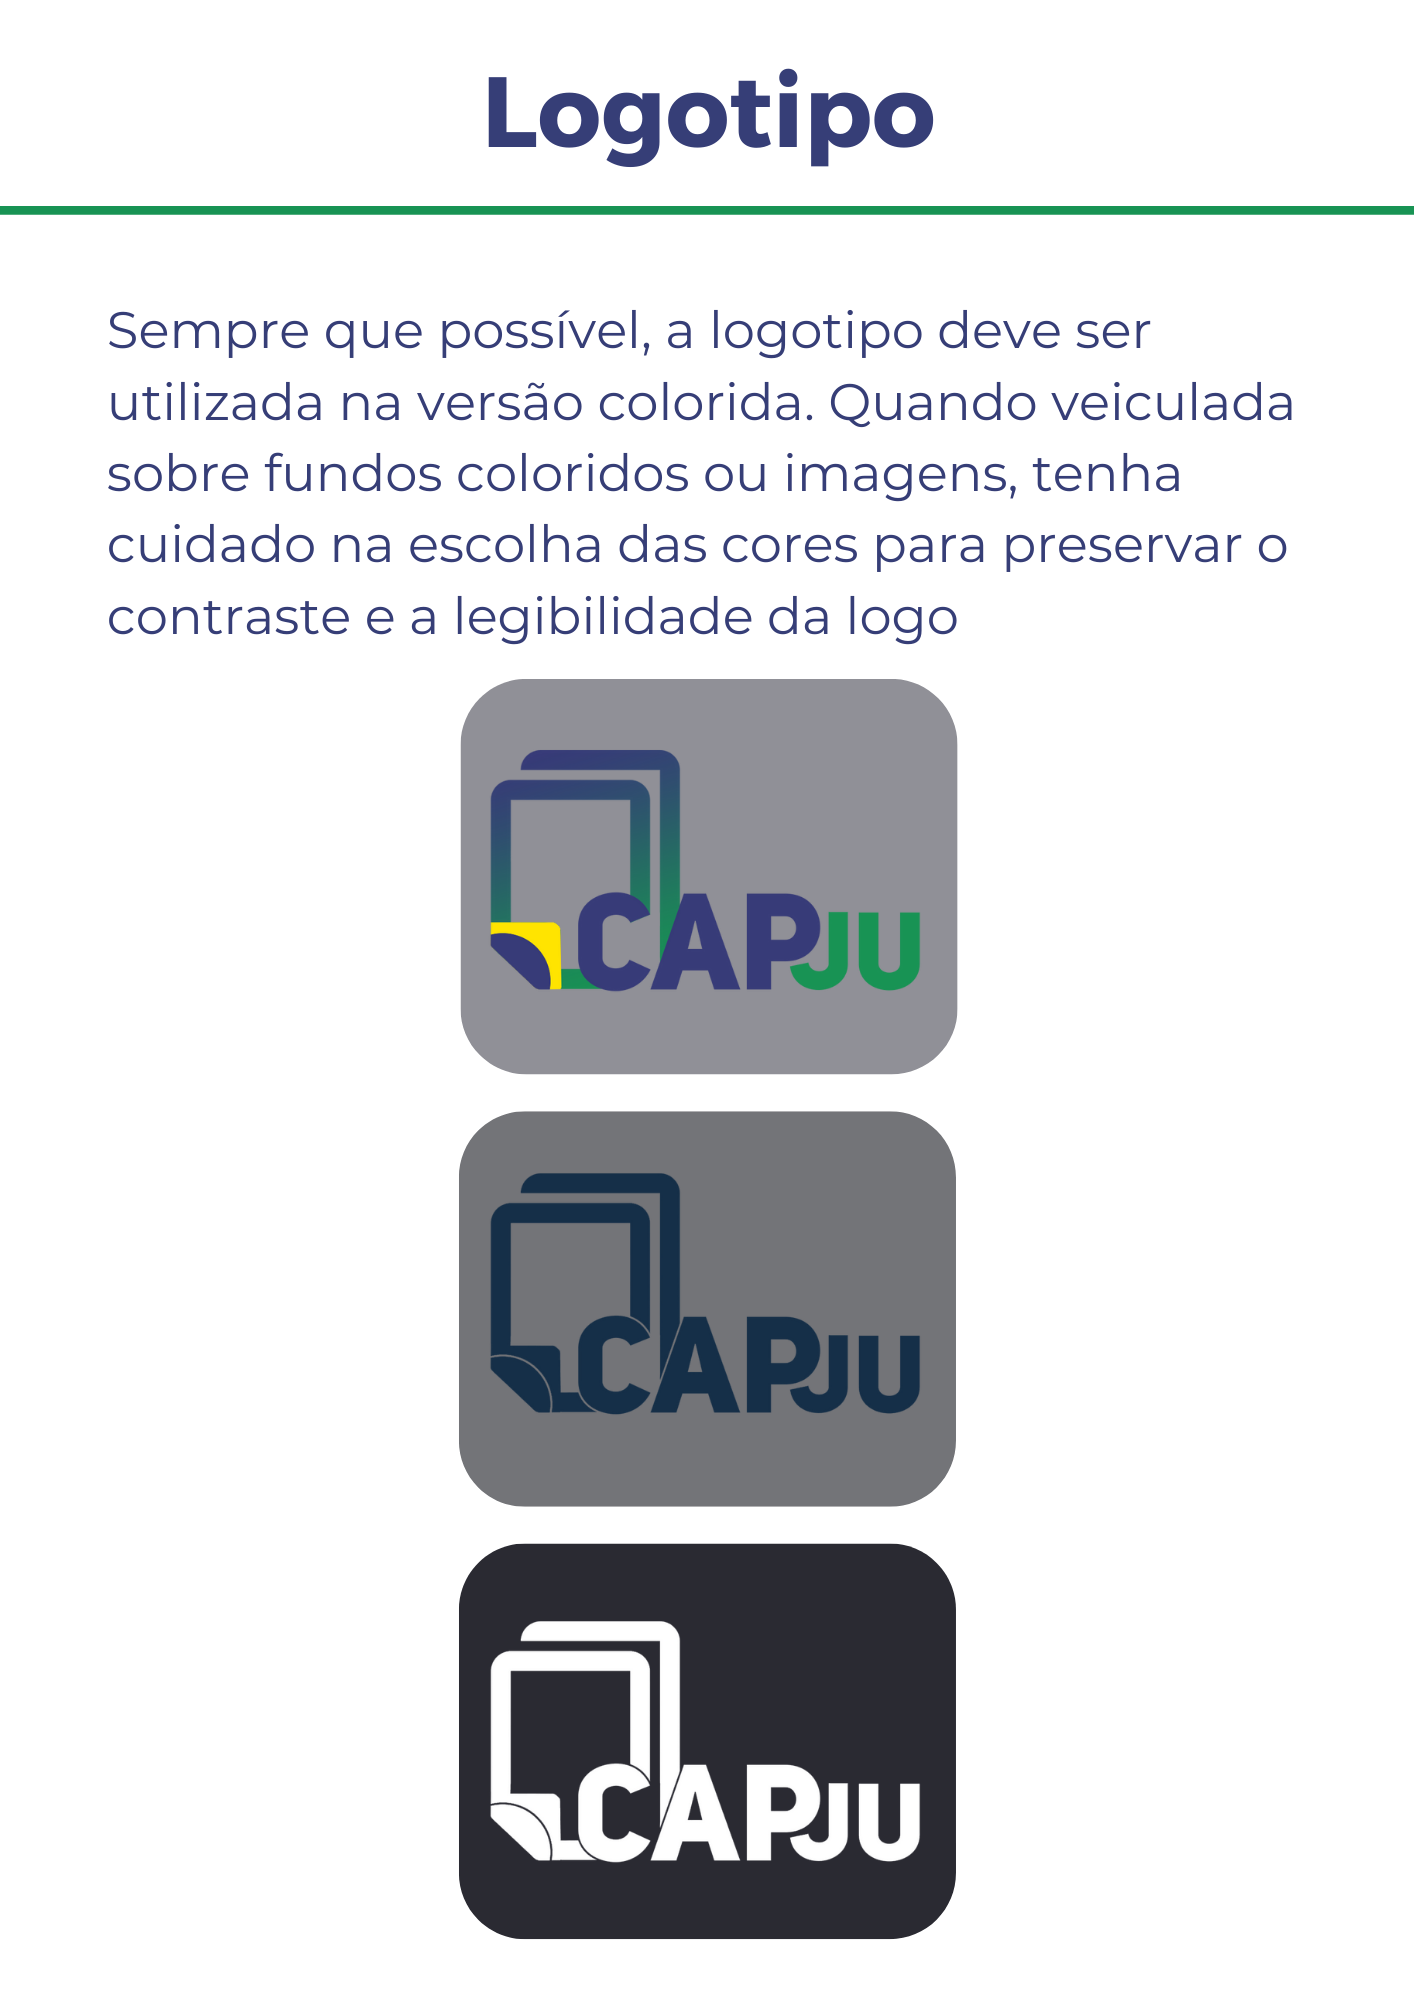 Logotipo
Sempre que possível, a logotipo deve ser
utilizada na versão colorida. Quando veiculada
sobre fundos coloridos ou imagens, tenha
cuidado na escolha das cores para preservar o
contraste e a legibilidade da logo
CAPJU
CAPJU
CAPJU